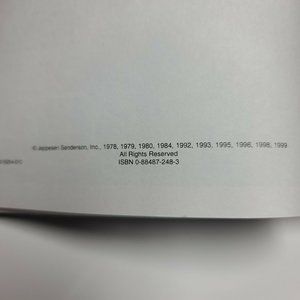 © Jeppesen Sanderson, Inc., 1978, 1979, 1980, 1984, 1992, 1993, 1995, 1996, 1998, 1999
All Rights Reserved
ISBN 0-88487-248-3